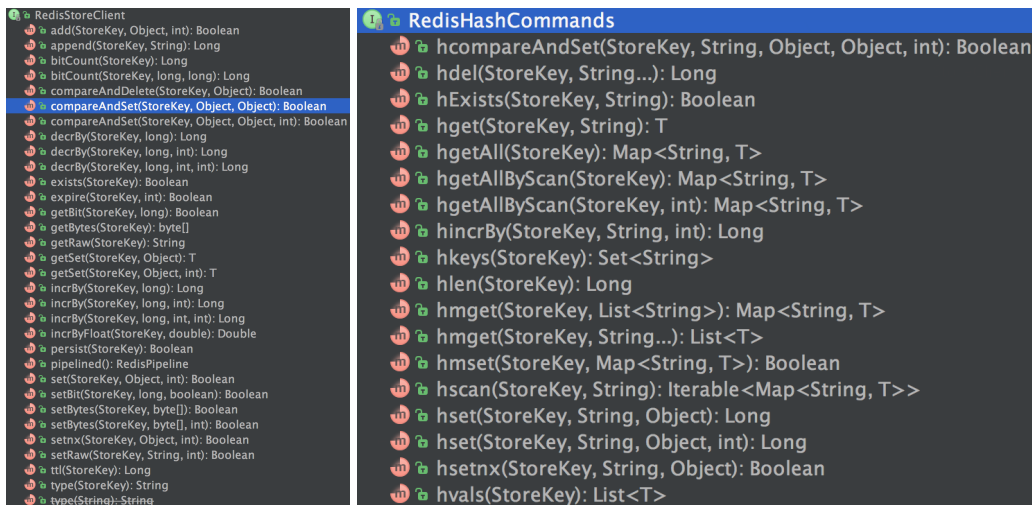 RedisStoreClient
add(StoreKey, Object, int): Boolean
append(StoreKey, String): Long
bitCount(StoreKey): Long
bitCount(StoreKey, long, long): Long
compareAndDelete(StoreKey, Object): Boolean
compareAndSet(StoreKey, Object, Object): Boolean
compareAndSet(StoreKey, Object, Object, int): Boolean
decrBy(StoreKey, long): Long
decrBy(StoreKey, long, int): Long
decrBy(StoreKey, long, int, int): Long
exists(StoreKey): Boolean
expire(StoreKey, int): Boolean
getBit(StoreKey, long): Boolean
getBytes(StoreKey): byte[]
getRaw(StoreKey): String
getSet(StoreKey, Object): T
getSet(StoreKey, Object, int): T
incrBy(StoreKey, long): Long
incrBy(StoreKey, long, int): Long
incrBy(StoreKey, long, int, int): Long
incrByFloat(StoreKey, double): Double
persist(StoreKey): Boolean
pipelined(): RedisPipeline
set(StoreKey, Object, int): Boolean
setBit(StoreKey, long, boolean): Boolean
setBytes(StoreKey, byte[]): Boolean
setBytes(StoreKey, byte[], int): Boolean
setnx(StoreKey, Object, int): Boolean
setRaw(StoreKey, String, int): Boolean
ttl(StoreKey): Long
type(StoreKey): String
type(String): String
RedisHashCommands
hcompareAndSet(StoreKey, String, Object, Object, int): Boolean
hdel(StoreKey, String...): Long
hExists(StoreKey, String): Boolean
hget(StoreKey, String): T
hgetAll(StoreKey): Map<String, T>
hgetAllByScan(StoreKey): Map<String, T>
hgetAllByScan(StoreKey, int): Map<String, T>
hincrBy(StoreKey, String, int): Long
hkeys(StoreKey): Set<String>
hlen(StoreKey): Long
hmget(StoreKey, List<String>): Map<String, T>
hmget(StoreKey, String...): List<T>
hmset(StoreKey, Map<String, T>): Boolean
hscan(StoreKey, String): Iterable<Map<String, T>>
hset(StoreKey, String, Object): Long
hset(StoreKey, String, Object, int): Long
hsetnx(StoreKey, String, Object): Boolean
hvals(StoreKey): List<T>